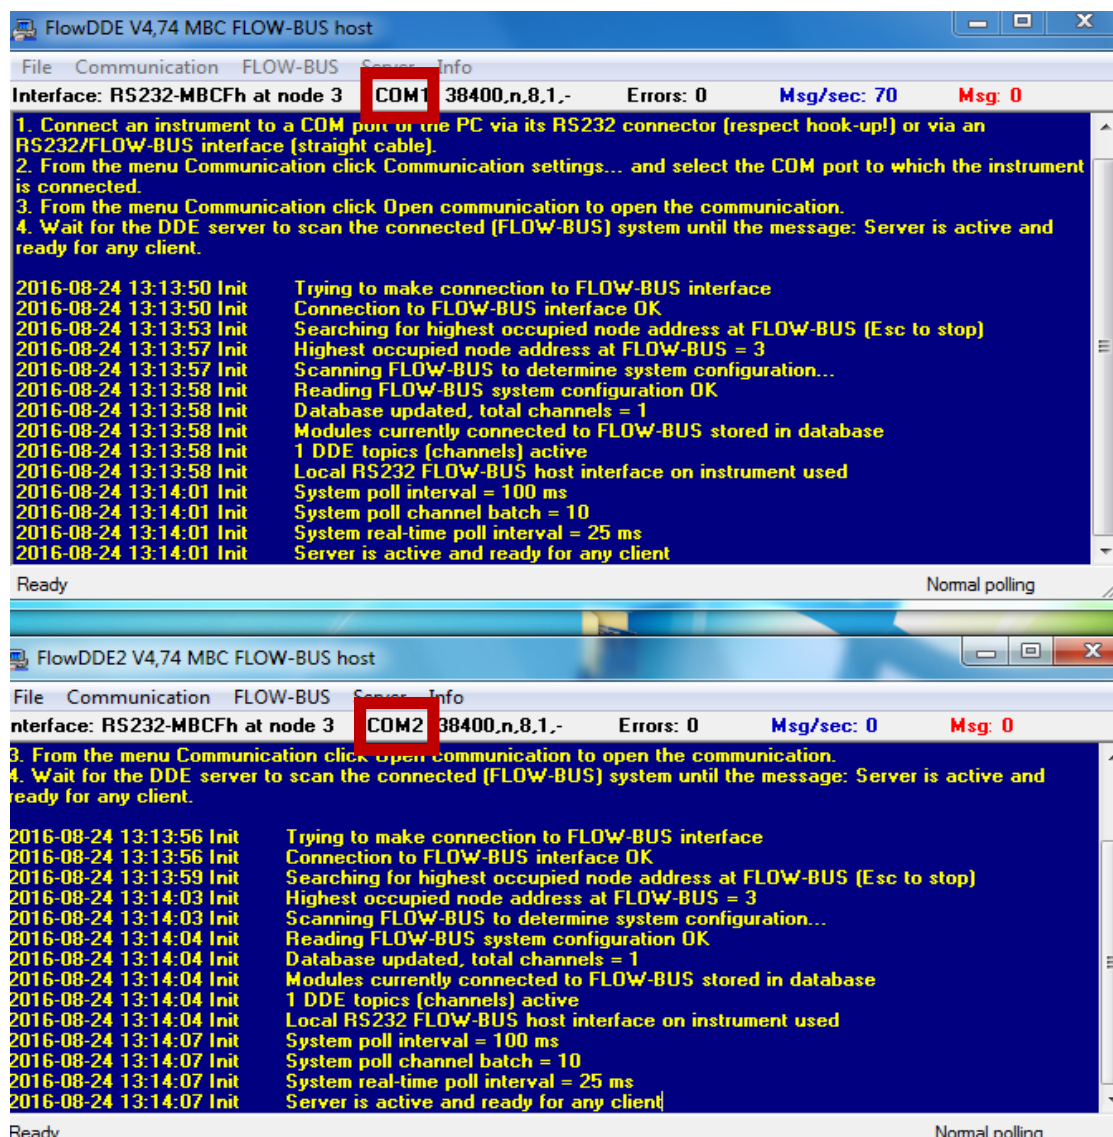 FlowDDE V4,74 MBC FLOW-BUS host
File Communication FLOW-BUS Server Info
Interface: RS232-MBCFh at node 3 COM1 38400,n,8,1,- Errors: 0 Msg/sec: 70 Msg: 0
1. Connect an instrument to a COM port of the PC via its RS232 connector (respect hook-up!) or via an
RS232/FLOW-BUS interface (straight cable).
2. From the menu Communication click Communication settings... and select the COM port to which the instrument
is connected.
3. From the menu Communication click Open communication to open the communication.
4. Wait for the DDE server to scan the connected (FLOW-BUS) system until the message: Server is active and
ready for any client.
2016-08-24 13:13:50 Init Trying to make connection to FLOW-BUS interface
2016-08-24 13:13:50 Init Connection to FLOW-BUS interface OK
2016-08-24 13:13:53 Init Searching for highest occupied node address at FLOW-BUS (Esc to stop)
2016-08-24 13:13:57 Init Highest occupied node address at FLOW-BUS = 3
2016-08-24 13:13:57 Init Scanning FLOW-BUS to determine system configuration...
2016-08-24 13:13:58 Init Reading FLOW-BUS system configuration OK
2016-08-24 13:13:58 Init Database updated, total channels = 1
2016-08-24 13:13:58 Init Modules currently connected to FLOW-BUS stored in database
2016-08-24 13:13:58 Init 1 DDE topics (channels) active
2016-08-24 13:13:58 Init Local RS232 FLOW-BUS host interface on instrument used
2016-08-24 13:14:01 Init System poll interval = 100 ms
2016-08-24 13:14:01 Init System poll channel batch = 10
2016-08-24 13:14:01 Init System real-time poll interval = 25 ms
2016-08-24 13:14:01 Init Server is active and ready for any client
Ready Normal polling
FlowDDE2 V4,74 MBC FLOW-BUS host
File Communication FLOW-BUS Server Info
nterface: RS232-MBCFh at node 3 COM2 38400,n,8,1,- Errors: 0 Msg/sec: 0 Msg: 0
3. From the menu Communication click Open communication to open the communication.
4. Wait for the DDE server to scan the connected (FLOW-BUS) system until the message: Server is active and
ready for any client.
2016-08-24 13:13:56 Init Trying to make connection to FLOW-BUS interface
2016-08-24 13:13:56 Init Connection to FLOW-BUS interface OK
2016-08-24 13:13:59 Init Searching for highest occupied node address at FLOW-BUS (Esc to stop)
2016-08-24 13:14:03 Init Highest occupied node address at FLOW-BUS = 3
2016-08-24 13:14:03 Init Scanning FLOW-BUS to determine system configuration...
2016-08-24 13:14:04 Init Reading FLOW-BUS system configuration OK
2016-08-24 13:14:04 Init Database updated, total channels = 1
2016-08-24 13:14:04 Init Modules currently connected to FLOW-BUS stored in database
2016-08-24 13:14:04 Init 1 DDE topics (channels) active
2016-08-24 13:14:04 Init Local RS232 FLOW-BUS host interface on instrument used
2016-08-24 13:14:07 Init System poll interval = 100 ms
2016-08-24 13:14:07 Init System poll channel batch = 10
2016-08-24 13:14:07 Init System real-time poll interval = 25 ms
2016-08-24 13:14:07 Init Server is active and ready for any client
Ready Normal polling